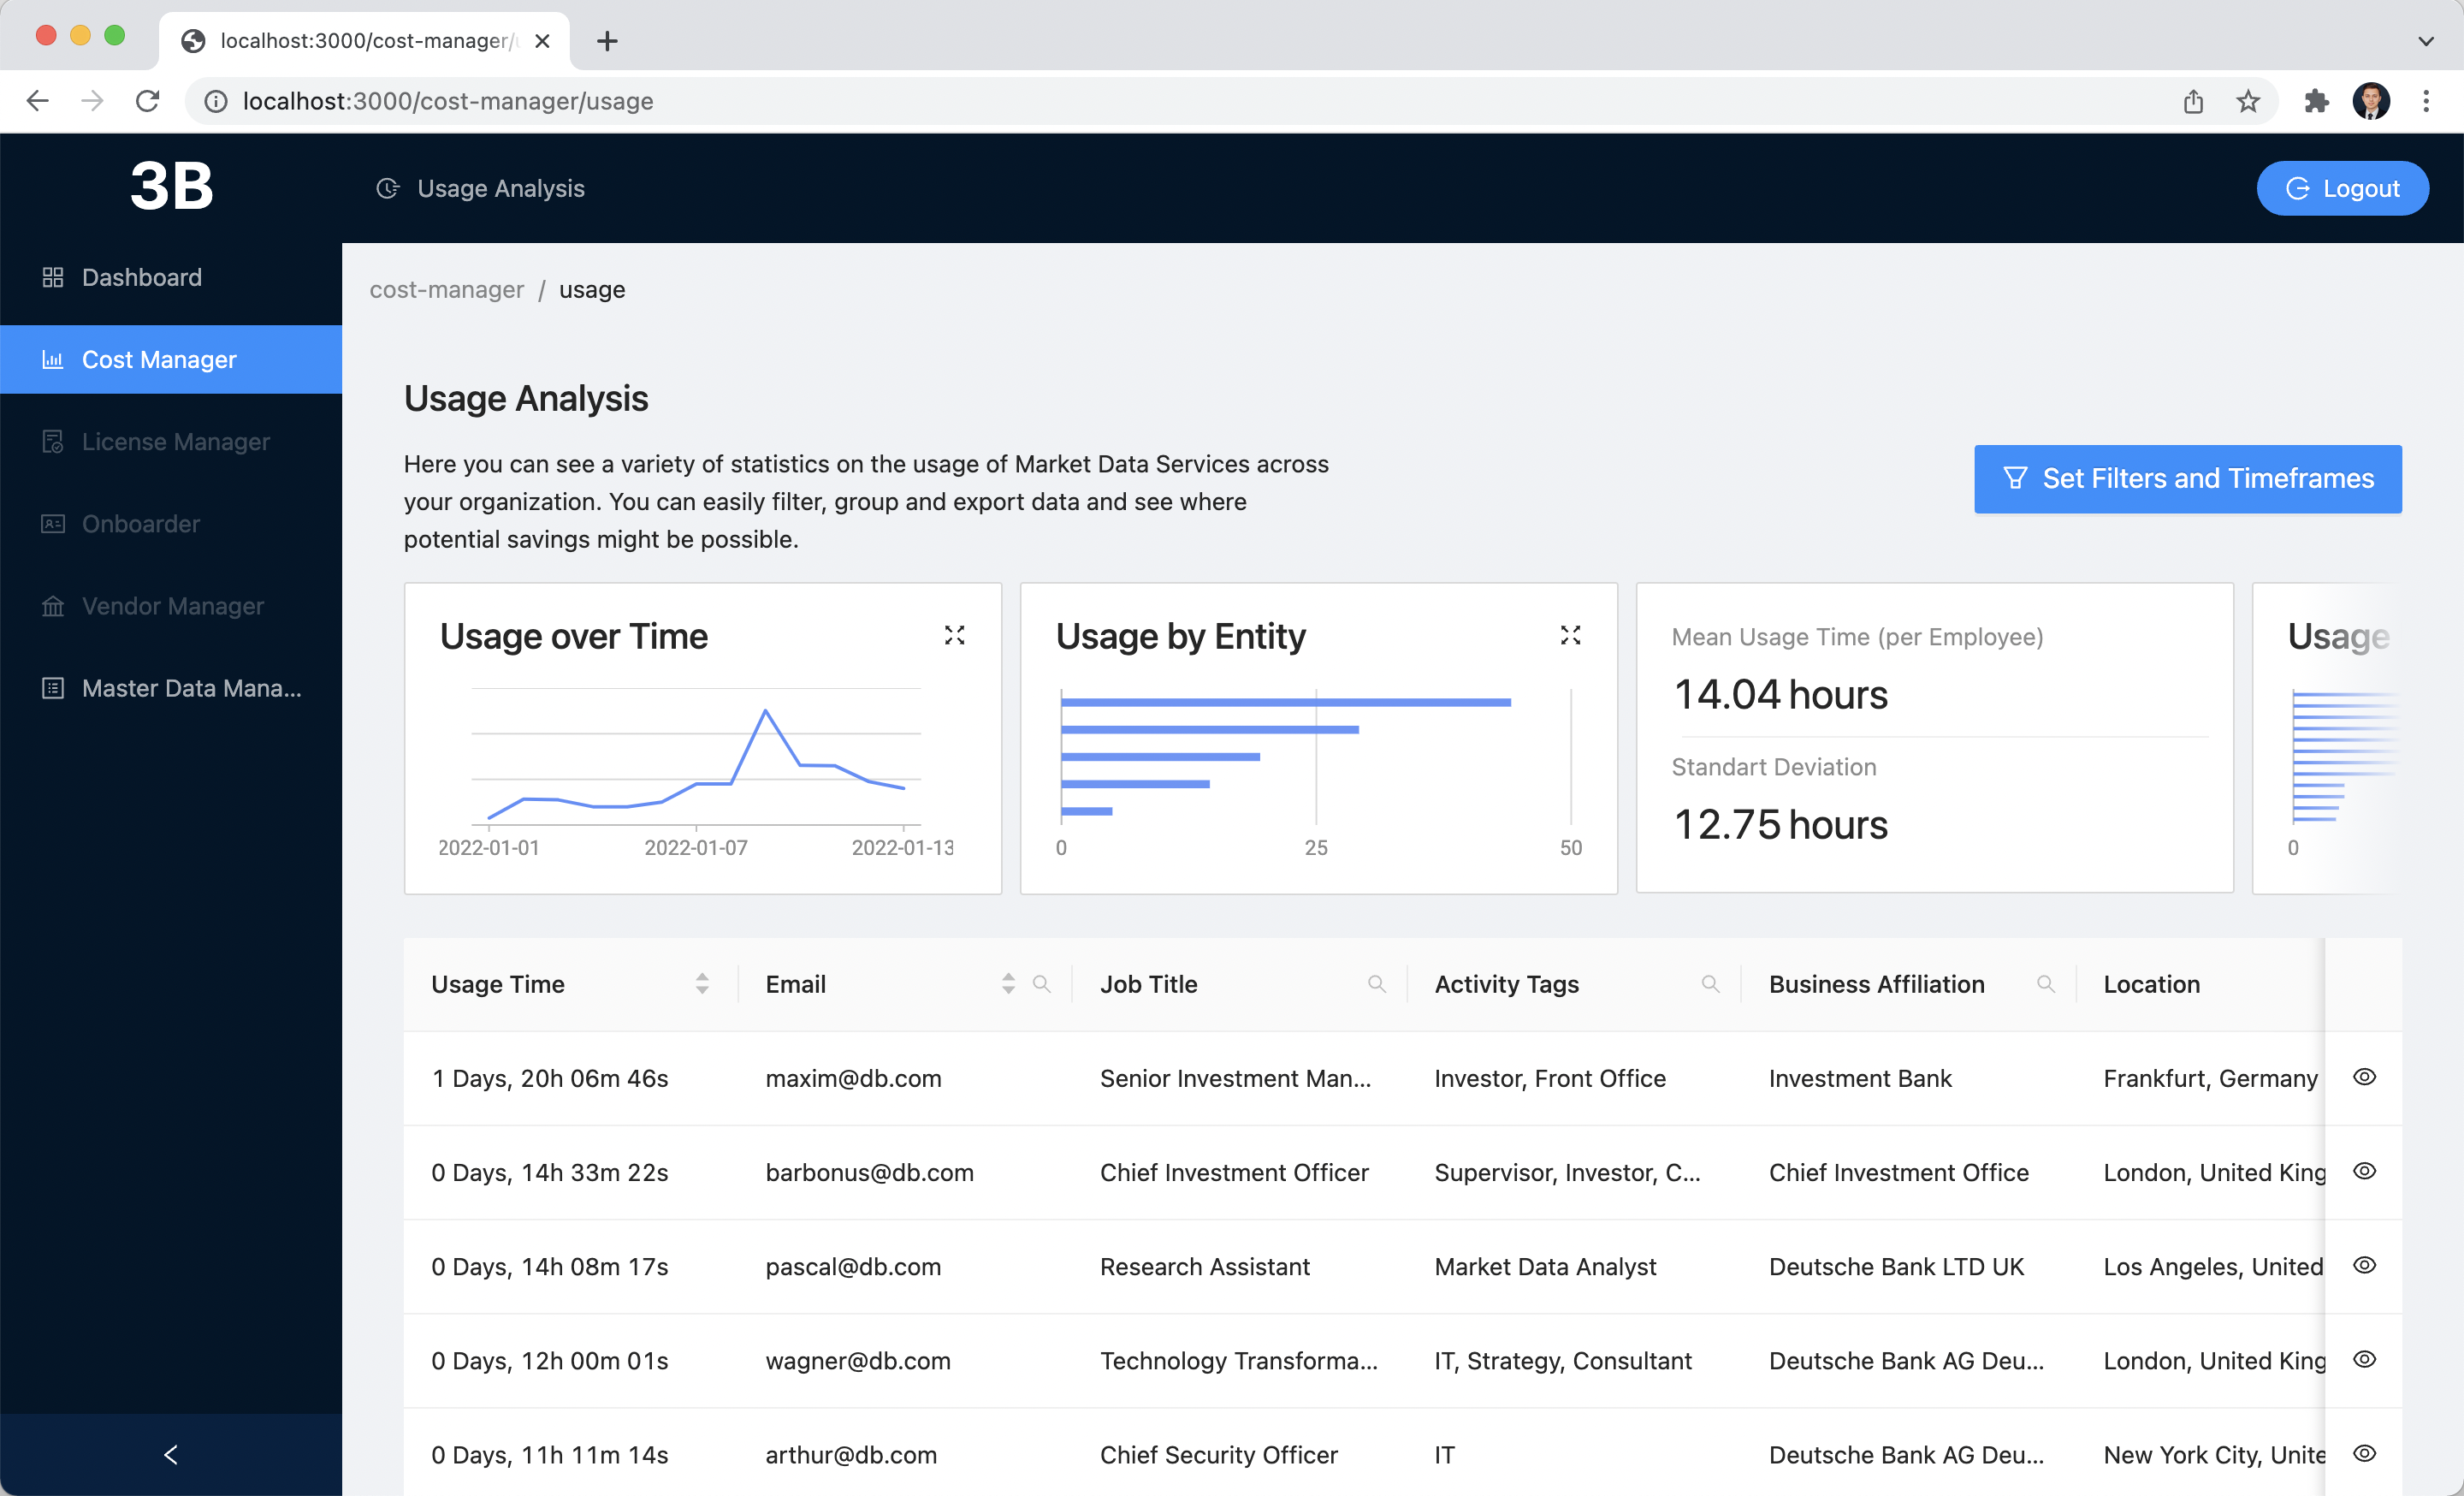 localhost:3000/cost-manager/u
localhost:3000/cost-manager/usage
3B
Usage Analysis
Logout
Dashboard
Cost Manager
License Manager
Onboarder
Vendor Manager
Master Data Mana...
cost-manager / usage
Usage Analysis
Here you can see a variety of statistics on the usage of Market Data Services across
your organization. You can easily filter, group and export data and see where
potential savings might be possible.
Set Filters and Timeframes
Usage over Time
2022-01-01 2022-01-07 2022-01-13
Usage by Entity
0 25 50
Mean Usage Time (per Employee)
14.04 hours
Standart Deviation
12.75 hours
Usage
0
Usage Time Email Job Title Activity Tags Business Affiliation Location
1 Days, 20h 06m 46s maxim@db.com Senior Investment Man... Investor, Front Office Investment Bank Frankfurt, Germany
0 Days, 14h 33m 22s barbonus@db.com Chief Investment Officer Supervisor, Investor, C... Chief Investment Office London, United King
0 Days, 14h 08m 17s pascal@db.com Research Assistant Market Data Analyst Deutsche Bank LTD UK Los Angeles, United
0 Days, 12h 00m 01s wagner@db.com Technology Transforma... IT, Strategy, Consultant Deutsche Bank AG Deu... London, United King
0 Days, 11h 11m 14s arthur@db.com Chief Security Officer IT Deutsche Bank AG Deu... New York City, Unite